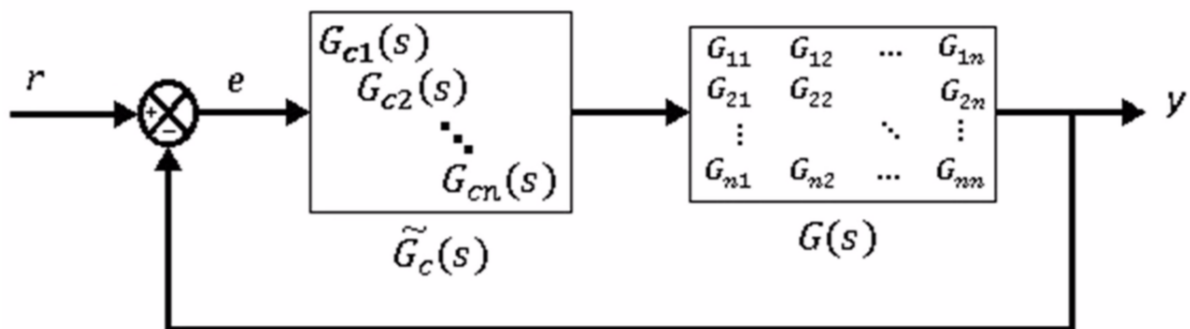 r
+
−
e
G_{c1}(s)
G_{c2}(s)
⋱
G_{cn}(s)
G̃_c(s)
G_{11} G_{12} ... G_{1n}
G_{21} G_{22} G_{2n}
⋮ ⋱ ⋮
G_{n1} G_{n2} ... G_{nn}
G(s)
y